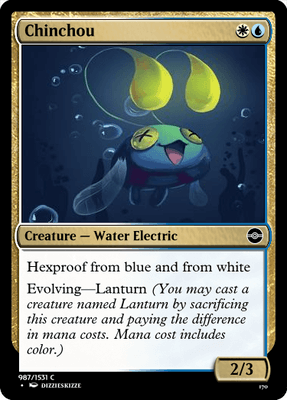 Chinchou
Creature — Water Electric
Hexproof from blue and from white
Evolving—Lanturn (You may cast a
creature named Lanturn by sacrificing
this creature and paying the difference
in mana costs. Mana cost includes
color.)
2/3
987/1531 C
• DIZZIESKIZZE
170